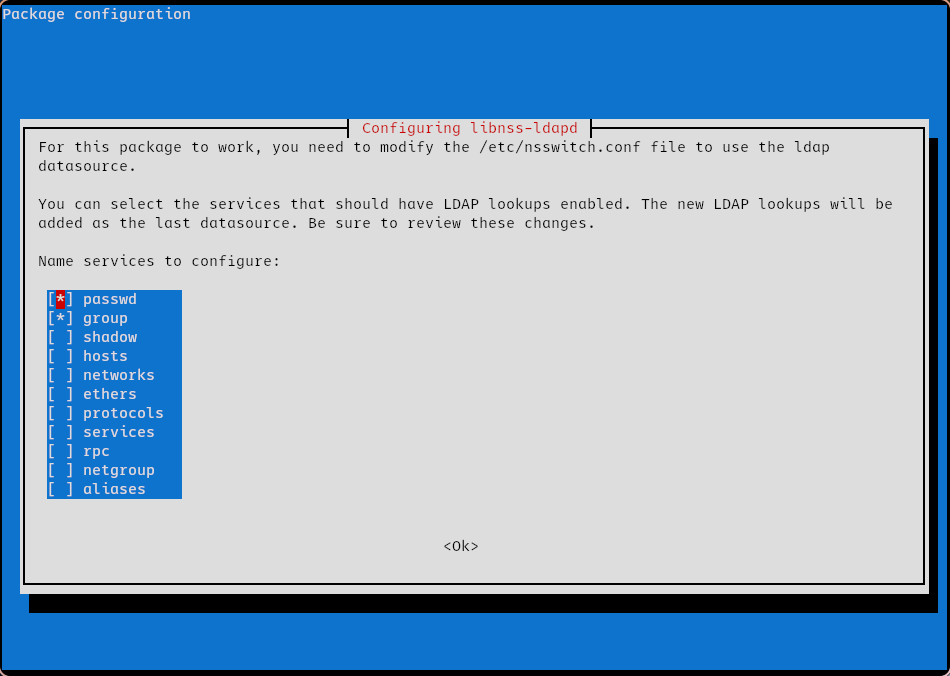 Package configuration
Configuring libnss-ldapd
For this package to work, you need to modify the /etc/nsswitch.conf file to use the ldap
datasource.
You can select the services that should have LDAP lookups enabled. The new LDAP lookups will be
added as the last datasource. Be sure to review these changes.
Name services to configure:
[*] passwd
[*] group
[ ] shadow
[ ] hosts
[ ] networks
[ ] ethers
[ ] protocols
[ ] services
[ ] rpc
[ ] netgroup
[ ] aliases
<Ok>